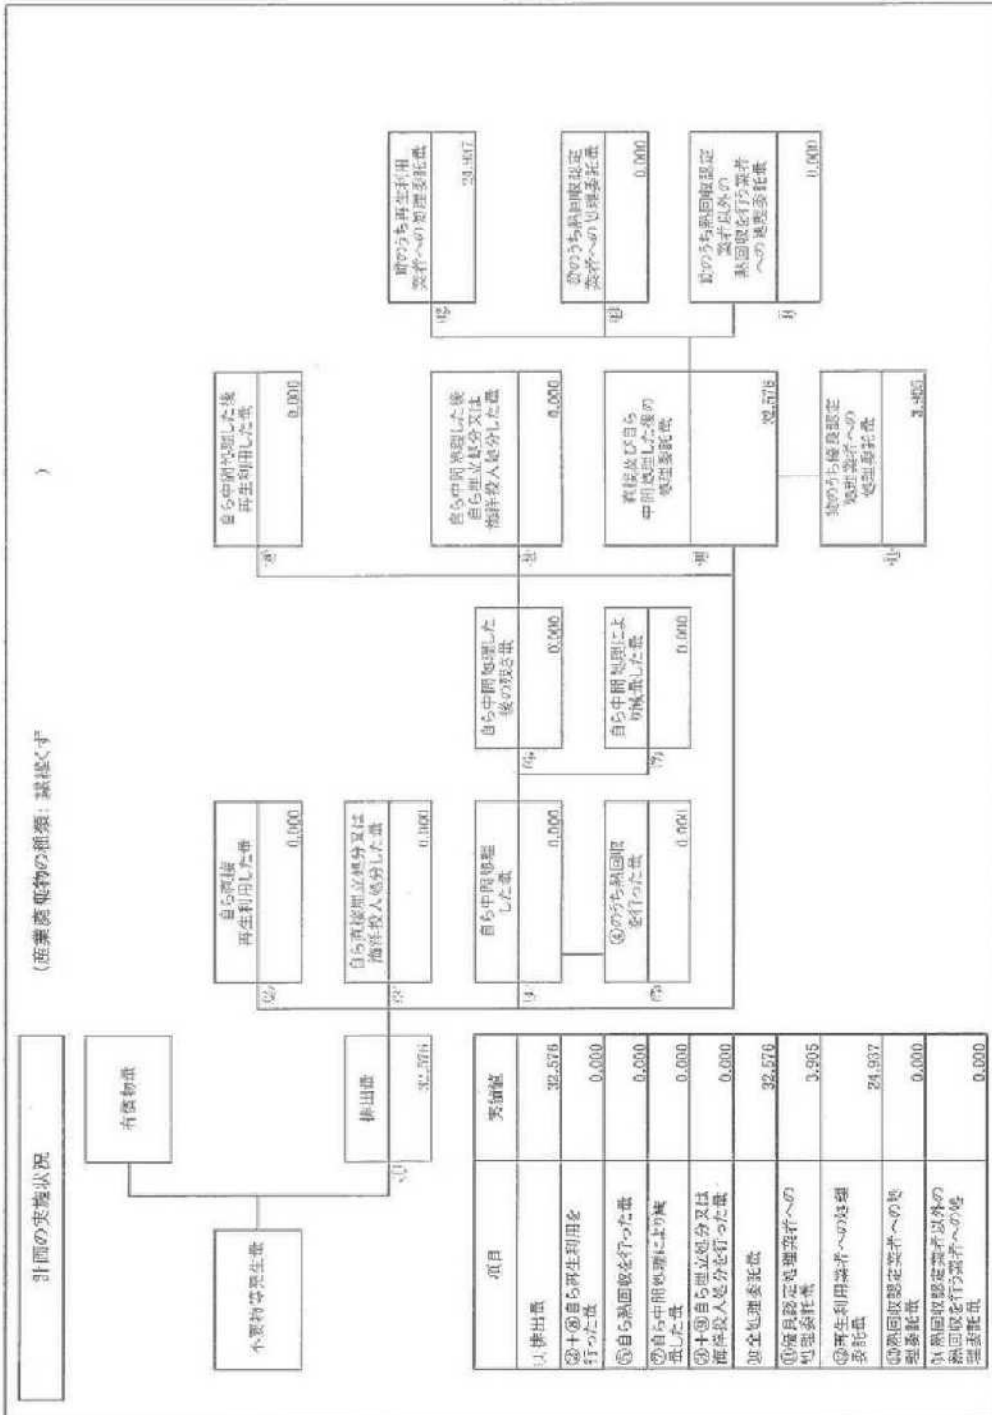 計画の実施状況
(産業廃棄物の種類: 繊維くず
)
不要物等発生量
有償物量
(1)
排出量
32.576
(2)
自ら直接
再生利用した量
0.000
(3)
自ら直接埋立処分又は
海洋投入処分した量
0.000
(4)
自ら中間処理
した量
0.000
(5)
④のうち熱回収
を行った量
0.000
(6)
自ら中間処理した
後の残さ量
0.000
(7)
自ら中間処理によ
り減量した量
0.000
自ら中間処理した後
再生利用した量
0.000
自ら中間処理した後
自ら埋立処分又は
海洋投入処分した量
0.000
直接及び自ら
中間処理した後の
処理委託量
32.576
⑩のうち優良認定
処理業者への
処理委託量
3.905
⑩のうち再生利用
業者への処理委託量
24.937
⑩のうち熱回収認定
業者への処理委託量
0.000
⑩のうち熱回収認定
業者以外の
熱回収を行う業者
への処理委託量
0.000
項目
実績値
①排出量
32.576
②+⑧自ら再生利用を
行った量
0.000
⑤自ら熱回収を行った量
0.000
⑦自ら中間処理により減
量した量
0.000
③+⑨自ら埋立処分又は
海洋投入処分を行った量
0.000
⑩全処理委託量
32.576
⑪優良認定処理業者への
処理委託量
3.905
⑫再生利用業者への処理
委託量
24.937
⑬熱回収認定業者への処
理委託量
0.000
⑭熱回収認定業者以外の
熱回収を行う業者への処
理委託量
0.000